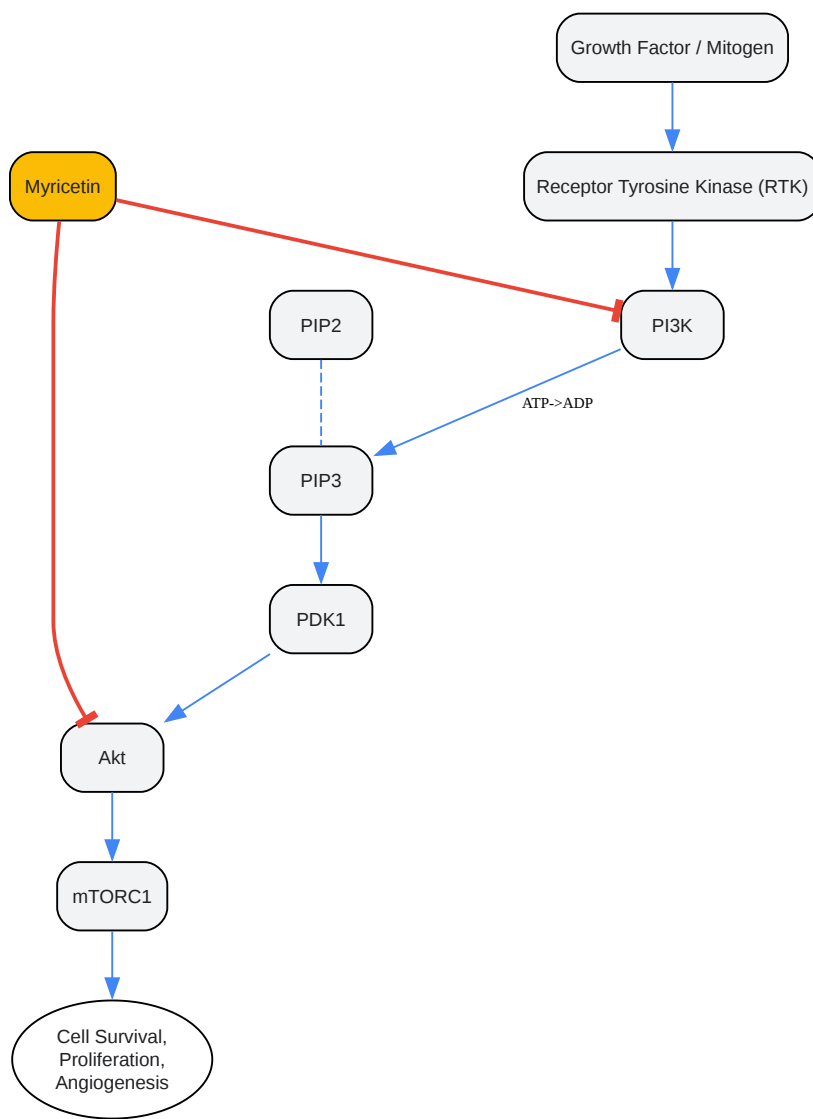 Growth Factor / Mitogen
Myricetin
Receptor Tyrosine Kinase (RTK)
PIP2
PI3K
ATP->ADP
PIP3
PDK1
Akt
mTORC1
Cell Survival,
Proliferation,
Angiogenesis